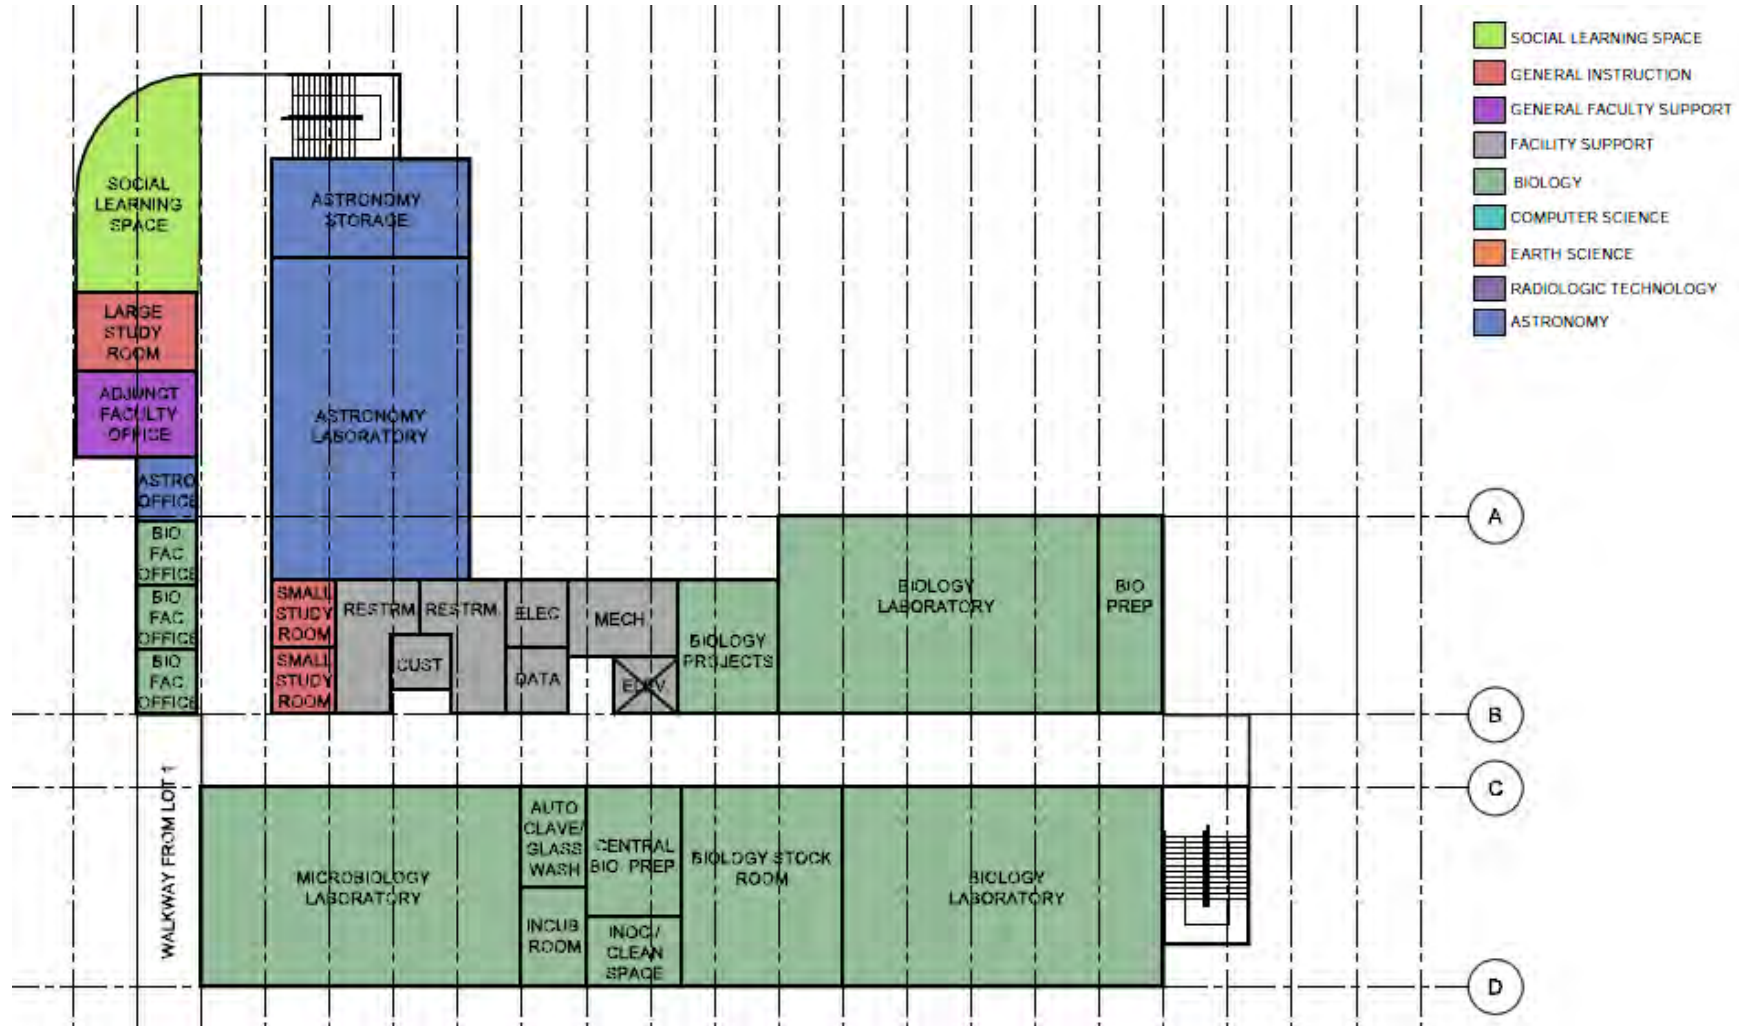 SOCIAL LEARNING SPACE
GENERAL INSTRUCTION
GENERAL FACULTY SUPPORT
FACILITY SUPPORT
BIOLOGY
COMPUTER SCIENCE
EARTH SCIENCE
RADIOLOGIC TECHNOLOGY
ASTRONOMY
SOCIAL
LEARNING
SPACE
ASTRONOMY
STORAGE
LARGE
STUDY
ROOM
ADJUNCT
FACULTY
OFFICE
ASTRONOMY
LABORATORY
ASTRO
OFFICE
BIO
FAC
OFFICE
BIO
FAC
OFFICE
BIO
FAC
OFFICE
SMALL
STUDY
ROOM
SMALL
STUDY
ROOM
RESTRM
RESTRM
CUST
ELEC
DATA
MECH
ELEV
BIOLOGY
PROJECTS
BIOLOGY
LABORATORY
BIO
PREP
A
B
C
D
WALKWAY FROM LOT 1
MICROBIOLOGY
LABORATORY
AUTO
CLAVE/
GLASS
WASH
INCUB
ROOM
CENTRAL
BIO PREP
INOC/
CLEAN
SPACE
BIOLOGY STOCK
ROOM
BIOLOGY
LABORATORY